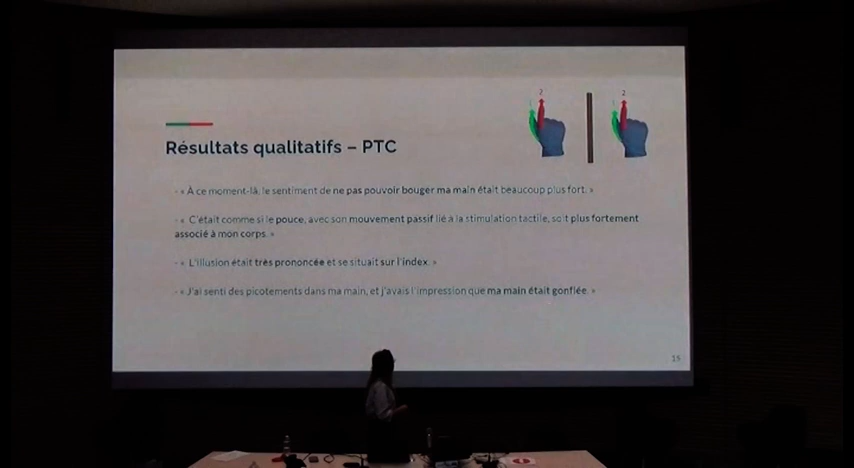 2 2
Résultats qualitatifs – PTC
- « À ce moment-là, le sentiment de ne pas pouvoir bouger ma main était beaucoup plus fort. »
- « C'était comme si le pouce, avec son mouvement passif lié à la stimulation tactile, soit plus fortement
associé à mon corps. »
- « L'illusion était très prononcée et se situait sur l'index. »
- « J'ai senti des picotements dans ma main, et j'avais l'impression que ma main était gonflée. »
15